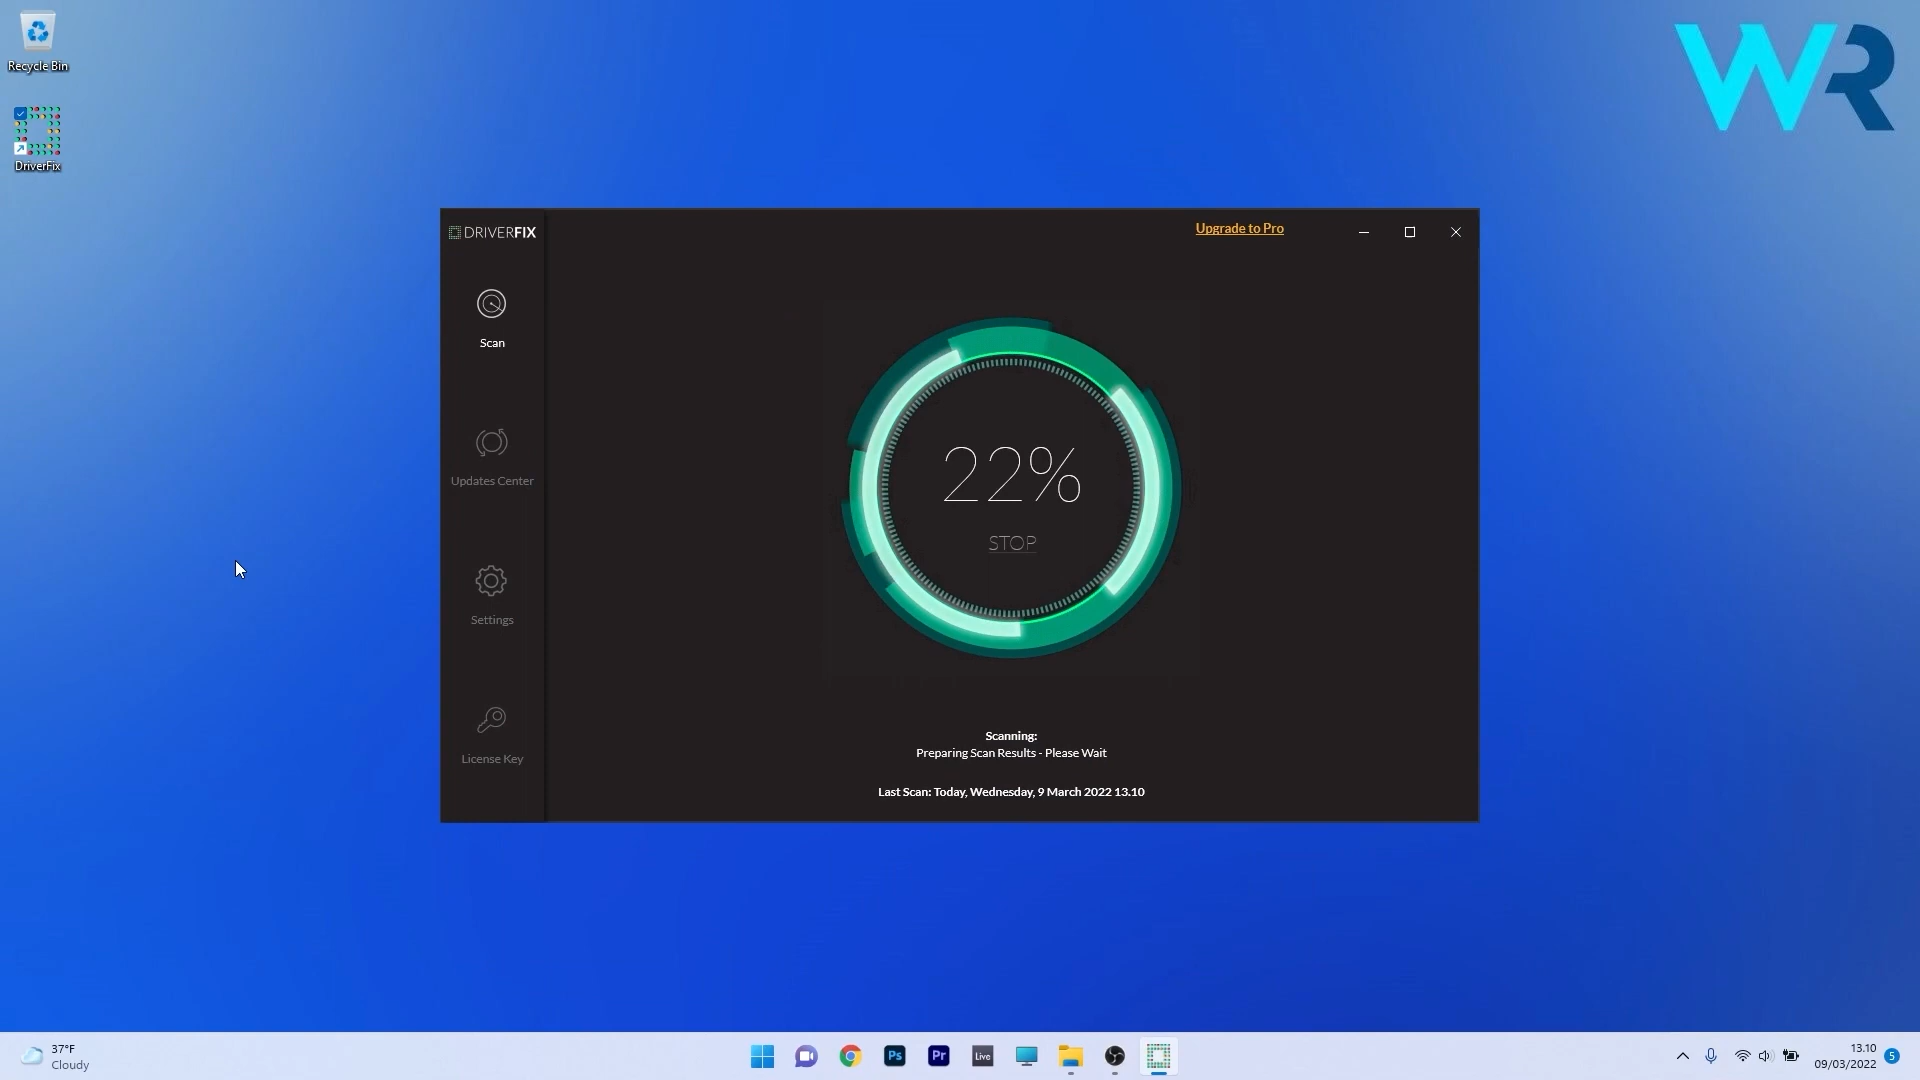 Recycle Bin
DriverFix
WR
DRIVERFIX
Upgrade to Pro
Scan
Updates Center
Settings
License Key
22%
STOP
Scanning:
Preparing Scan Results - Please Wait
Last Scan: Today, Wednesday, 9 March 2022 13.10
37°F
Cloudy
Ps
Pr
Live
13.10
09/03/2022
5